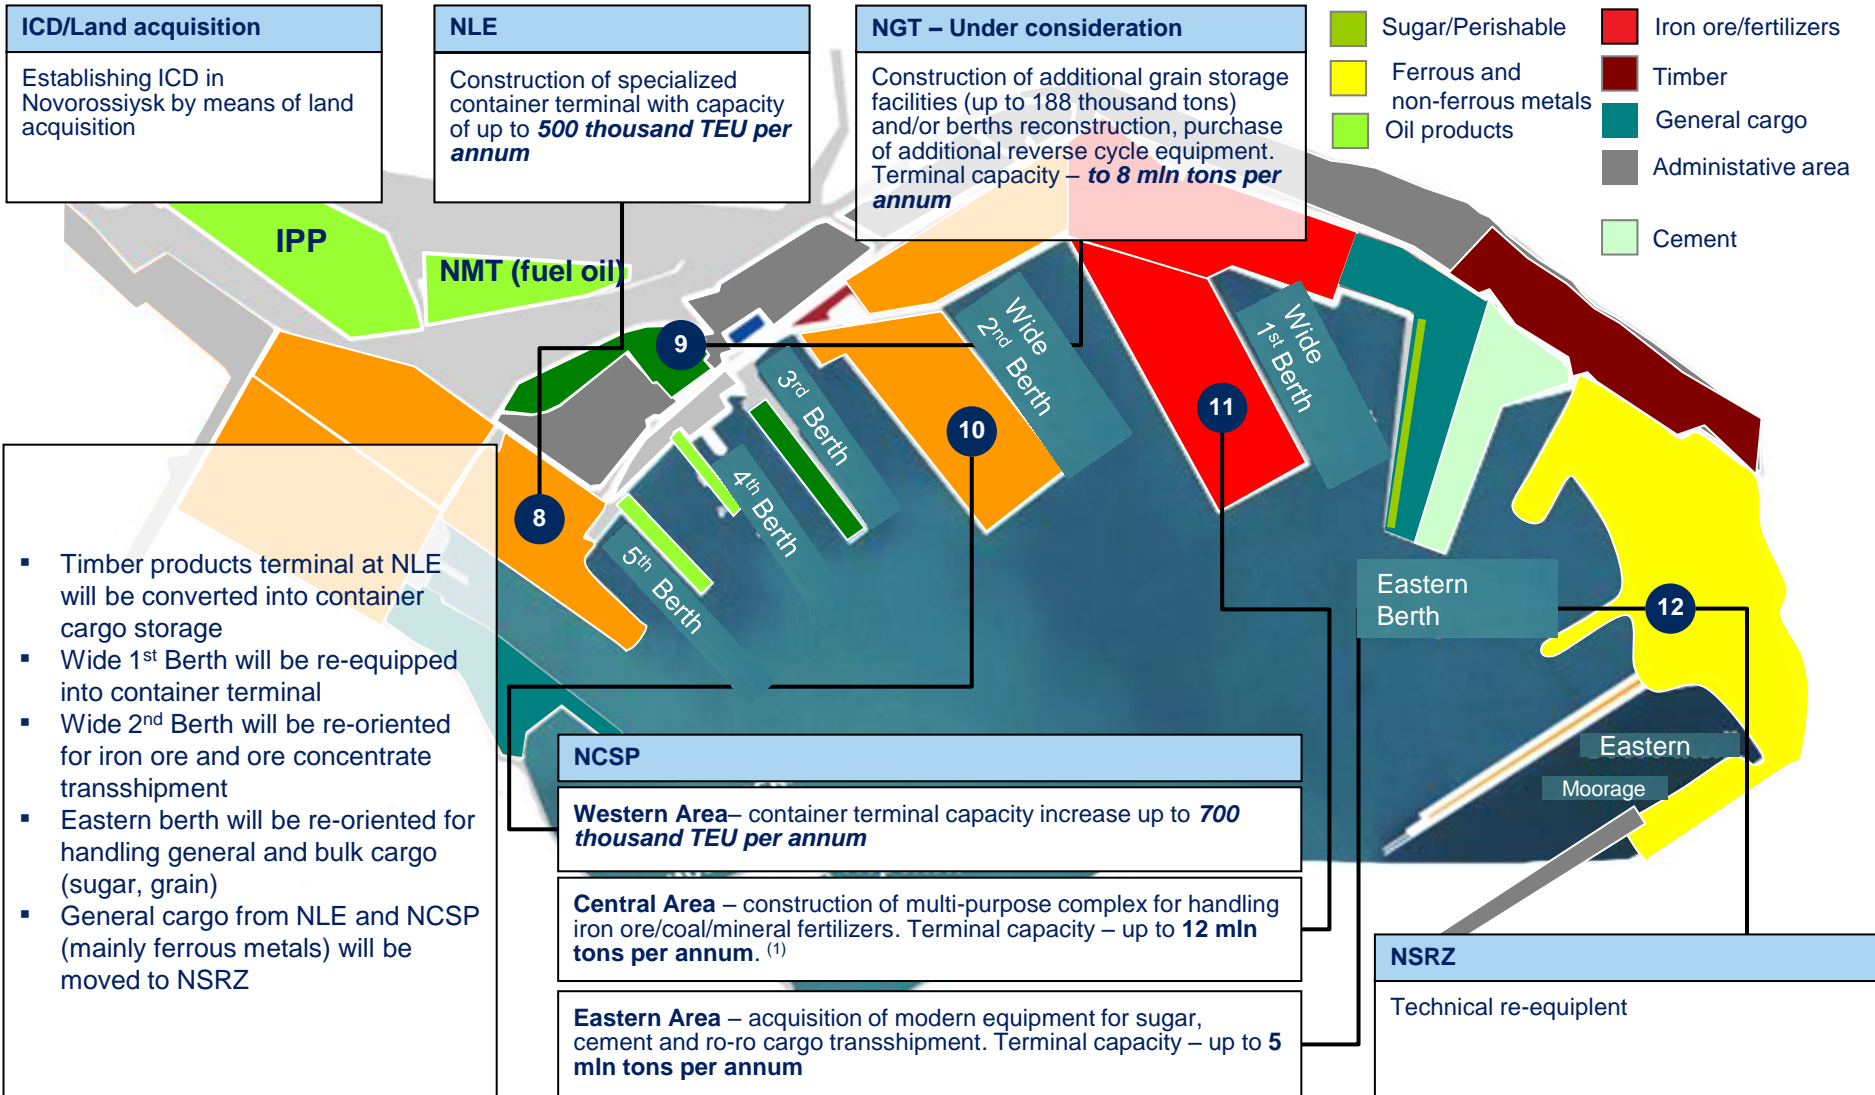 ICD/Land acquisition
Establishing ICD in
Novorossiysk by means of land
acquisition
NLE
Construction of specialized
container terminal with capacity
of up to 500 thousand TEU per
annum
NGT – Under consideration
Construction of additional grain storage
facilities (up to 188 thousand tons)
and/or berths reconstruction, purchase
of additional reverse cycle equipment.
Terminal capacity – to 8 mln tons per
annum
Sugar/Perishable
Ferrous and
non-ferrous metals
Oil products
Iron ore/fertilizers
Timber
General cargo
Administative area
Cement
IPP
NMT (fuel oil)
9
8
10
11
12
5th Berth
4th Berth
3rd Berth
Wide
2nd Berth
Wide
1st Berth
Eastern
Berth
Eastern
Moorage
▪ Timber products terminal at NLE
will be converted into container
cargo storage
▪ Wide 1st Berth will be re-equipped
into container terminal
▪ Wide 2nd Berth will be re-oriented
for iron ore and ore concentrate
transshipment
▪ Eastern berth will be re-oriented for
handling general and bulk cargo
(sugar, grain)
▪ General cargo from NLE and NCSP
(mainly ferrous metals) will be
moved to NSRZ
NCSP
Western Area– container terminal capacity increase up to 700
thousand TEU per annum
Central Area – construction of multi-purpose complex for handling
iron ore/coal/mineral fertilizers. Terminal capacity – up to 12 mln
tons per annum. (1)
Eastern Area – acquisition of modern equipment for sugar,
cement and ro-ro cargo transshipment. Terminal capacity – up to 5
mln tons per annum
NSRZ
Technical re-equiplent